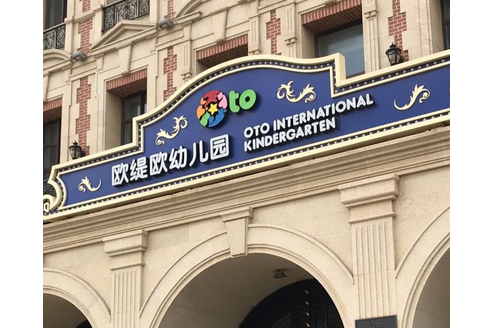 oto
欧缇欧幼儿园
OTO INTERNATIONAL
KINDERGARTEN